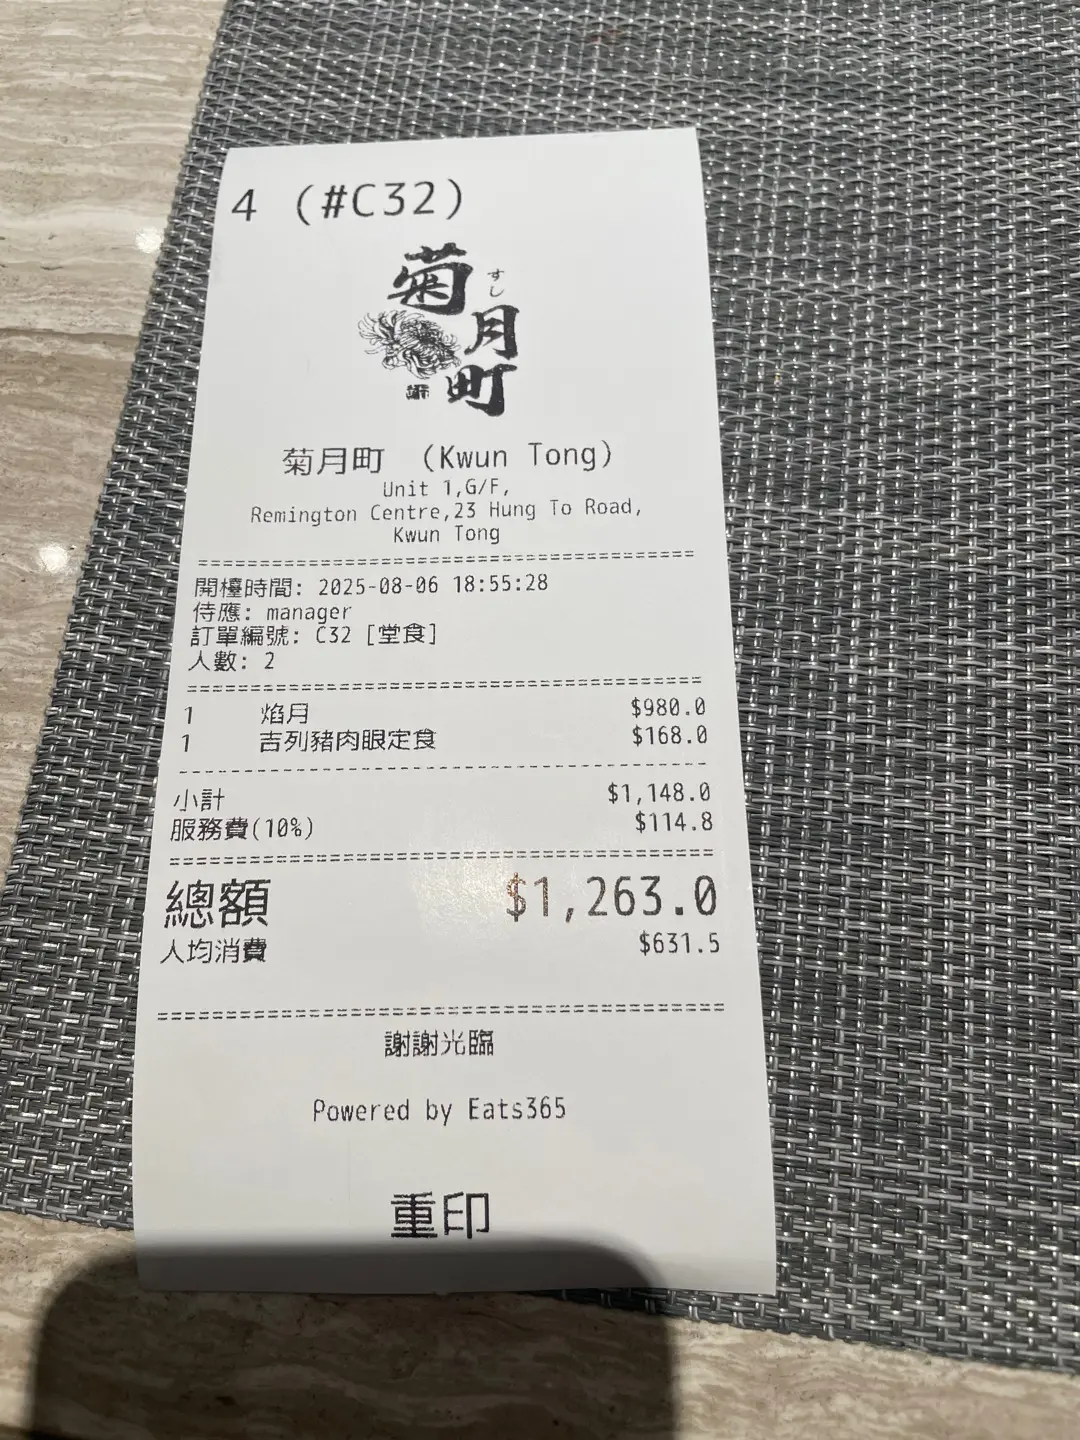 4 (#C32)
菊月町
すし
菊月町 (Kwun Tong)
Unit 1,G/F,
Remington Centre,23 Hung To Road,
Kwun Tong
開檯時間: 2025-08-06 18:55:28
侍應: manager
訂單編號: C32 [堂食]
人數: 2
1 焰月 $980.0
1 吉列豬肉眼定食 $168.0
小計 $1,148.0
服務費(10%) $114.8
總額 $1,263.0
人均消費 $631.5
謝謝光臨
Powered by Eats365
重印